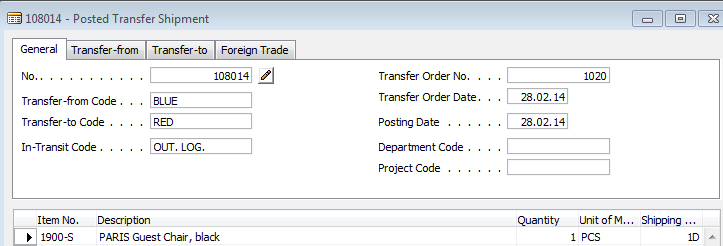 108014 - Posted Transfer Shipment
General Transfer-from Transfer-to Foreign Trade
No. . . . . . . . . . . . 108014
Transfer-from Code . . . BLUE
Transfer-to Code . . . . RED
In-Transit Code . . . . . OUT. LOG.
Transfer Order No. . . . . 1020
Transfer Order Date . . . 28.02.14
Posting Date . . . . . . 28.02.14
Department Code . . . .
Project Code . . . . . .
Item No. Description Quantity Unit of M... Shipping ...
1900-S PARIS Guest Chair, black 1 PCS 1D